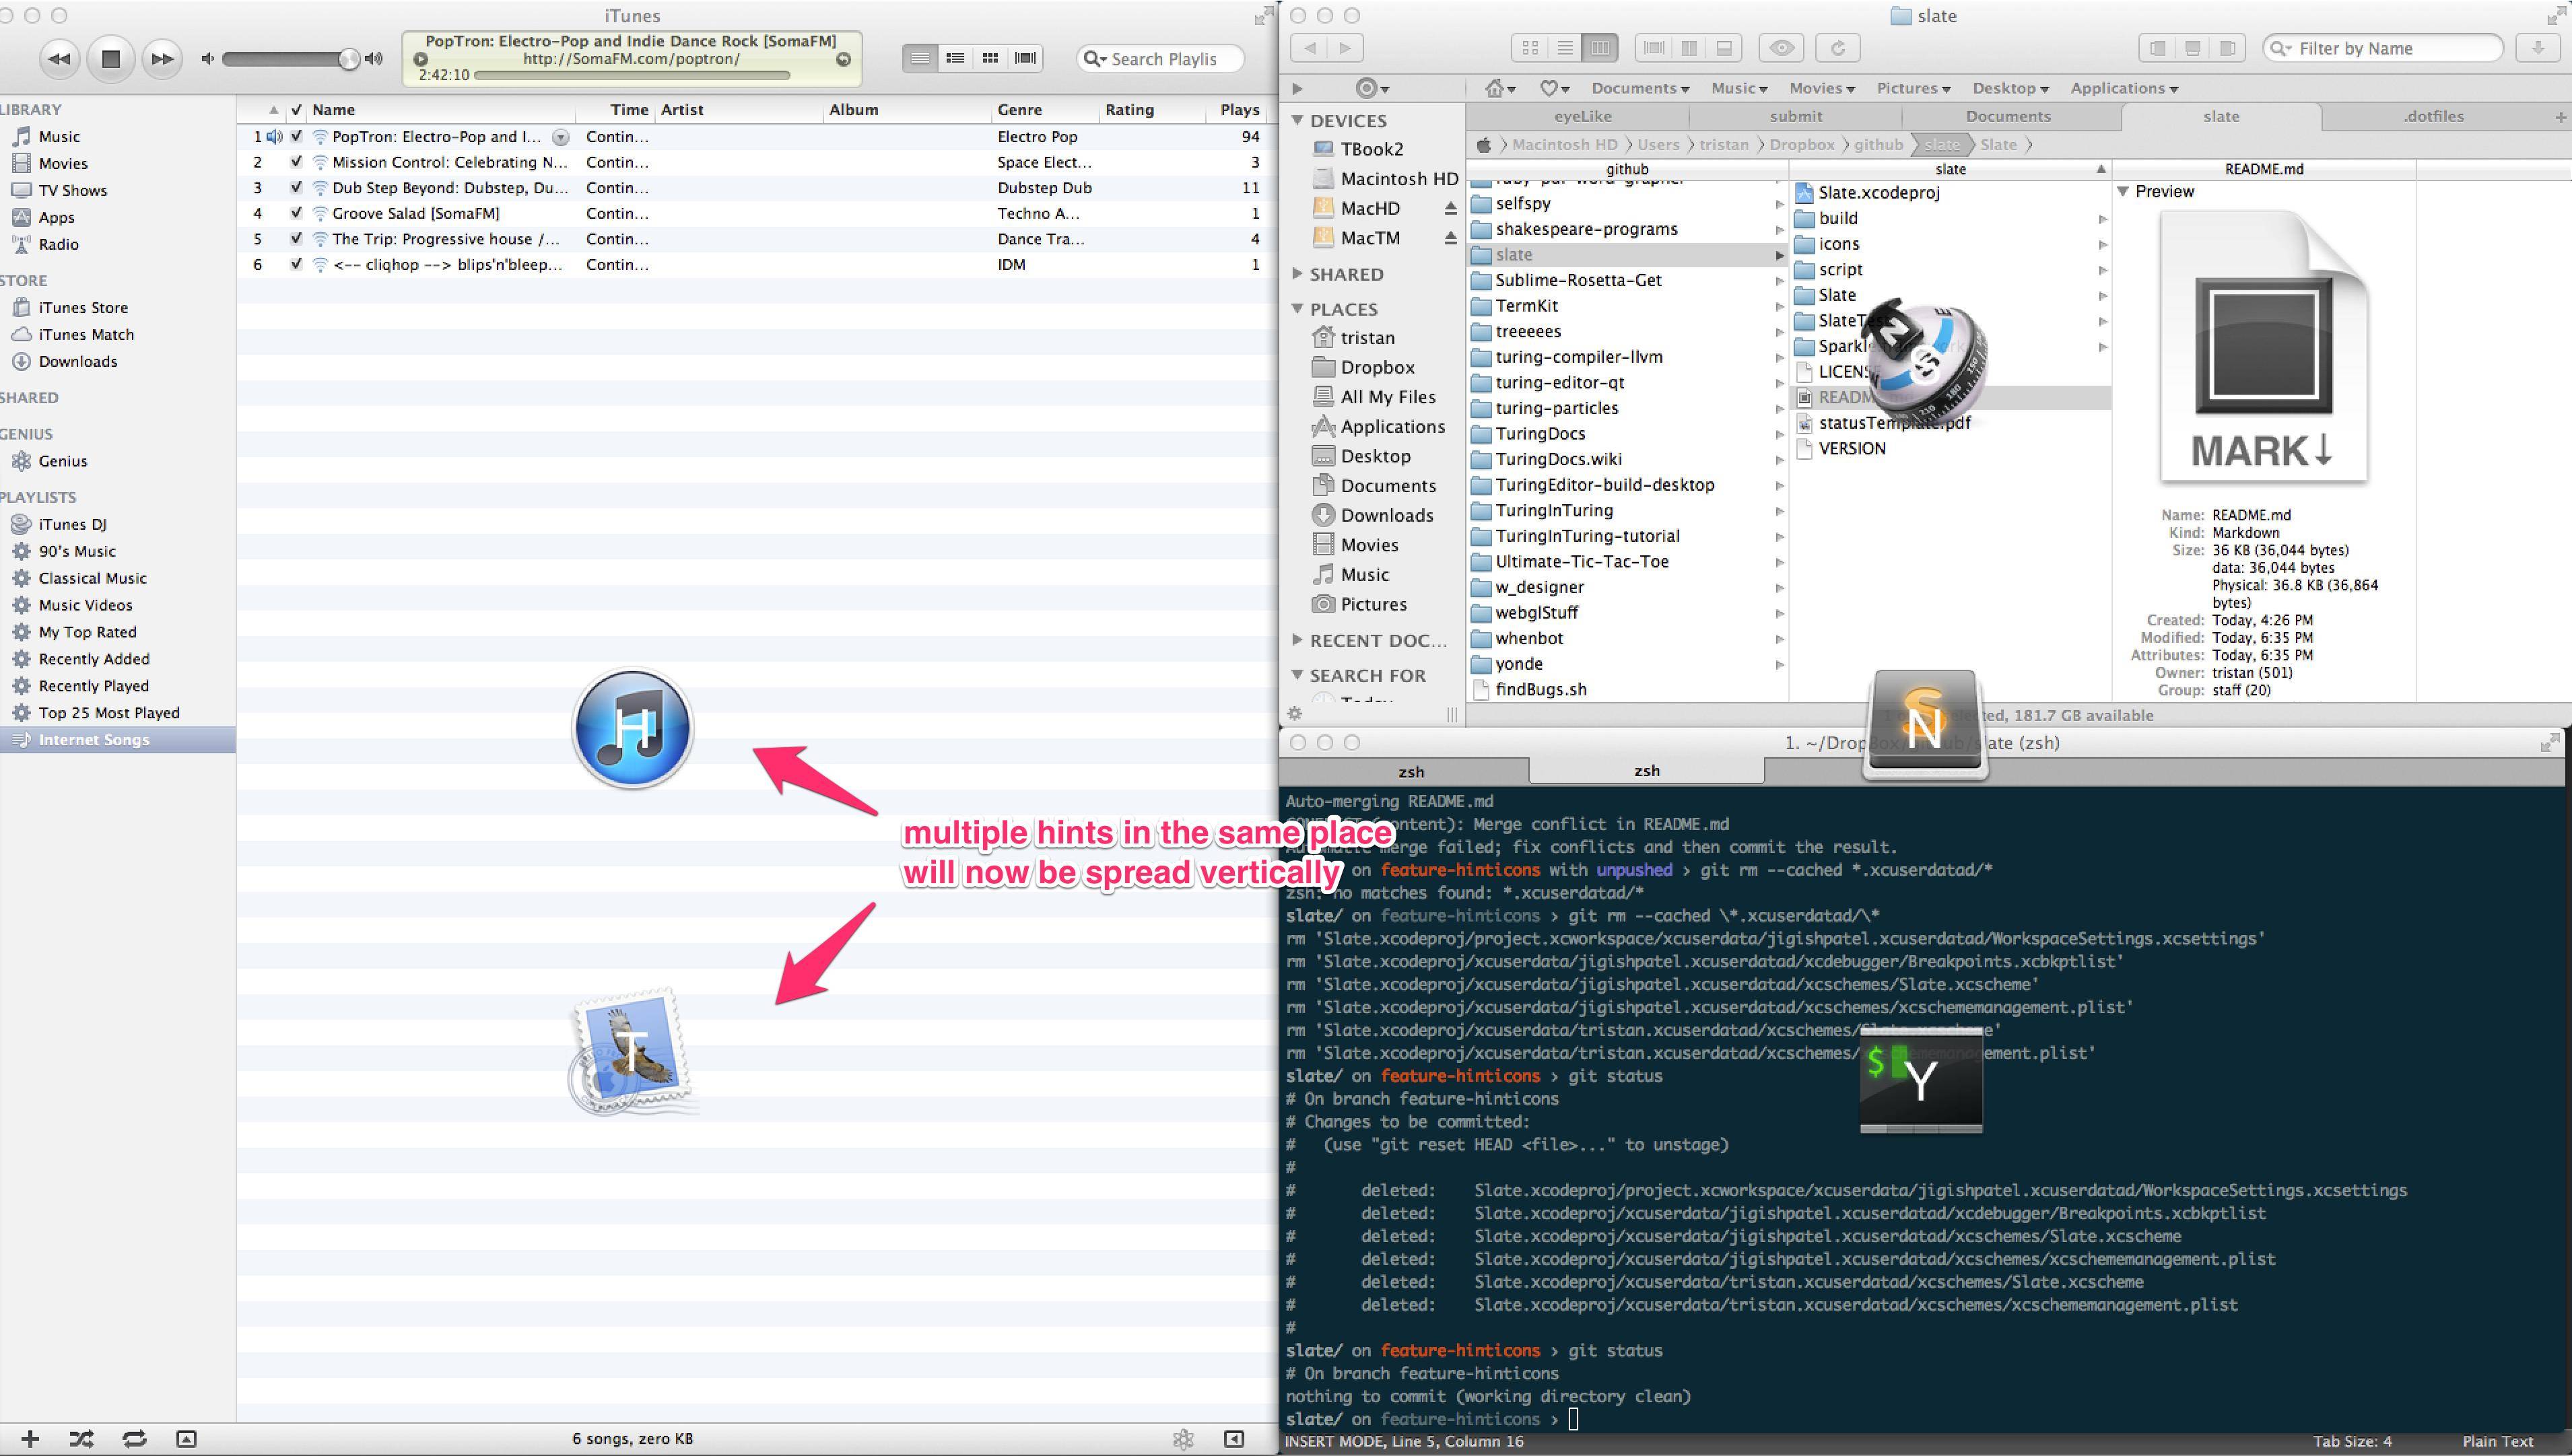 iTunes
PopTron: Electro-Pop and Indie Dance Rock [SomaFM]
http://SomaFM.com/poptron/
2:42:10
Search Playlis
LIBRARY
Music
Movies
TV Shows
Apps
Radio
STORE
iTunes Store
iTunes Match
Downloads
SHARED
GENIUS
Genius
PLAYLISTS
iTunes DJ
90's Music
Classical Music
Music Videos
My Top Rated
Recently Added
Recently Played
Top 25 Most Played
Internet Songs
Name Time Artist Album Genre Rating Plays
1 PopTron: Electro-Pop and I... Contin... Electro Pop 94
2 Mission Control: Celebrating N... Contin... Space Elect... 3
3 Dub Step Beyond: Dubstep, Du... Contin... Dubstep Dub 11
4 Groove Salad [SomaFM] Contin... Techno A... 1
5 The Trip: Progressive house /... Contin... Dance Tra... 4
6 <-- cliqhop --> blips'n'bleep... Contin... IDM 1
H
multiple hints in the same place
will now be spread vertically
T
6 songs, zero KB
slate
Filter by Name
Documents Music Movies Pictures Desktop Applications
eyeLike submit Documents slate .dotfiles
Macintosh HD Users tristan Dropbox github slate Slate
github slate README.md
DEVICES
TBook2
Macintosh HD
MacHD
MacTM
SHARED
PLACES
tristan
Dropbox
All My Files
Applications
Desktop
Documents
Downloads
Movies
Music
Pictures
RECENT DOC...
SEARCH FOR
Today
selfspy
shakespeare-programs
slate
Sublime-Rosetta-Get
TermKit
treeeees
turing-compiler-llvm
turing-editor-qt
turing-particles
TuringDocs
TuringDocs.wiki
TuringEditor-build-desktop
TuringInTuring
TuringInTuring-tutorial
Ultimate-Tic-Tac-Toe
w_designer
webglStuff
whenbot
yonde
findBugs.sh
Slate.xcodeproj
build
icons
script
Slate
LICENSE
statusTemplate.pdf
VERSION
S
Preview
MARK↓
Name: README.md
Kind: Markdown
Size: 36 KB (36,044 bytes)
data: 36,044 bytes
Physical: 36.8 KB (36,864
bytes)
Created: Today, 4:26 PM
Modified: Today, 6:35 PM
Attributes: Today, 6:35 PM
Owner: tristan (501)
Group: staff (20)
181.7 GB available
N
1. ~/DropBox/github/slate (zsh)
zsh zsh
Auto-merging README.md
Merge conflict in README.md
merge failed; fix conflicts and then commit the result.
on feature-hinticons with unpushed › git rm --cached *.xcuserdatad/*
zsh: no matches found: *.xcuserdatad/*
slate/ on feature-hinticons › git rm --cached \*.xcuserdatad/\*
rm 'Slate.xcodeproj/project.xcworkspace/xcuserdata/jigishpatel.xcuserdatad/WorkspaceSettings.xcsettings'
rm 'Slate.xcodeproj/xcuserdata/jigishpatel.xcuserdatad/xcdebugger/Breakpoints.xcbkptlist'
rm 'Slate.xcodeproj/xcuserdata/jigishpatel.xcuserdatad/xcschemes/Slate.xcscheme'
rm 'Slate.xcodeproj/xcuserdata/jigishpatel.xcuserdatad/xcschemes/xcschememanagement.plist'
rm 'Slate.xcodeproj/xcuserdata/tristan.xcuserdatad/xcschemes/Slate.xcscheme'
rm 'Slate.xcodeproj/xcuserdata/tristan.xcuserdatad/xcschemes/xcschememanagement.plist'
$ Y
slate/ on feature-hinticons › git status
# On branch feature-hinticons
# Changes to be committed:
# (use "git reset HEAD <file>..." to unstage)
#
# deleted: Slate.xcodeproj/project.xcworkspace/xcuserdata/jigishpatel.xcuserdatad/WorkspaceSettings.xcsettings
# deleted: Slate.xcodeproj/xcuserdata/jigishpatel.xcuserdatad/xcdebugger/Breakpoints.xcbkptlist
# deleted: Slate.xcodeproj/xcuserdata/jigishpatel.xcuserdatad/xcschemes/Slate.xcscheme
# deleted: Slate.xcodeproj/xcuserdata/jigishpatel.xcuserdatad/xcschemes/xcschememanagement.plist
# deleted: Slate.xcodeproj/xcuserdata/tristan.xcuserdatad/xcschemes/Slate.xcscheme
# deleted: Slate.xcodeproj/xcuserdata/tristan.xcuserdatad/xcschemes/xcschememanagement.plist
#
slate/ on feature-hinticons › git status
# On branch feature-hinticons
nothing to commit (working directory clean)
slate/ on feature-hinticons ›
INSERT MODE, Line 5, Column 16 Tab Size: 4 Plain Text